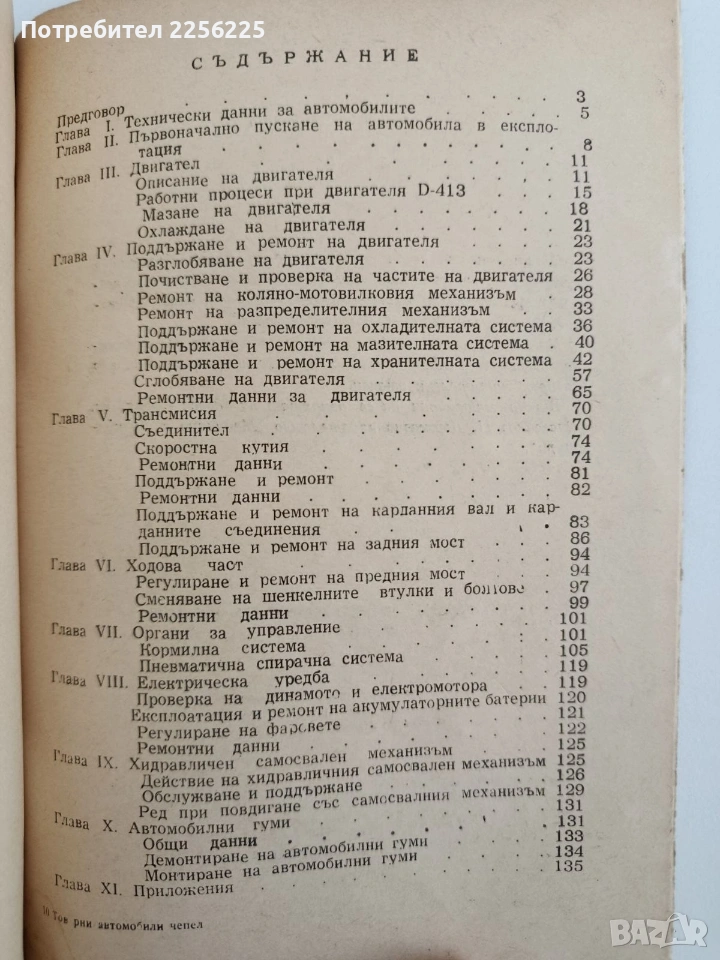 Потребител 2256225
СЪДЪРЖАНИЕ
Предговор . . . . . . . . . . 3
Глава I. Технически данни за автомобилите . . . . 5
Глава II. Първоначално пускане на автомобила в експло-
тация . . . . . . . . . . 8
Глава III. Двигател . . . . . . . . 11
Описание на двигателя . . . . . . 11
Работни процеси при двигателя D-413 . . . 15
Мазане на двигателя . . . . . . 18
Охлаждане на двигателя . . . . . 21
Глава IV. Поддържане и ремонт на двигателя . . . 23
Разглобяване на двигателя . . . . . 23
Почистване и проверка на частите на двигателя 26
Ремонт на коляно-мотовилковия механизъм . 28
Ремонт на разпределителния механизъм . . 33
Поддържане и ремонт на охладителната система 36
Поддържане и ремонт на мазителната система . 40
Поддържане и ремонт на хранителната система 42
Сглобяване на двигателя . . . . . 57
Ремонтни данни за двигателя . . . . 65
Глава V. Трансмисия . . . . . . . . 70
Съединител . . . . . . . . 70
Скоростна кутия . . . . . . . 74
Ремонтни данни . . . . . . . 74
Поддържане и ремонт . . . . . 81
Ремонтни данни . . . . . . . 82
Поддържане и ремонт на карданния вал и кар-
данните съединения . . . . . . 83
Поддържане и ремонт на задния мост . . . 86
Глава VI. Ходова част . . . . . . . . 94
Регулиране и ремонт на предния мост . . . 94
Сменяване на шенкелните втулки и болтове . 97
Ремонтни данни . . . . . . . 99
Глава VII. Органи за управление . . . . . 101
Кормилна система . . . . . . 101
Пневматична спирачна система . . . . 105
Глава VIII. Електрическа уредба . . . . . 119
Проверка на динамото и електромотора . . 119
Експлоатация и ремонт на акумулаторните батерии 120
Регулиране на фаровете . . . . . 121
Ремонтни данни . . . . . . . 122
Глава IX. Хидравличен самосвален механизъм . . . 125
Действие на хидравличния самосвален механизъм 125
Обслужване и поддържане . . . . . 126
Ред при повдигане със самосвалния механизъм 129
Глава X. Автомобилни гуми . . . . . . 131
Общи данни . . . . . . . 131
Демонтиране на автомобилни гуми . . . 133
Монтиране на автомобилни гуми . . . 134
Глава XI. Приложения . . . . . . . . 135
10 Тов рни автомобили чепел
BAZAR
bg